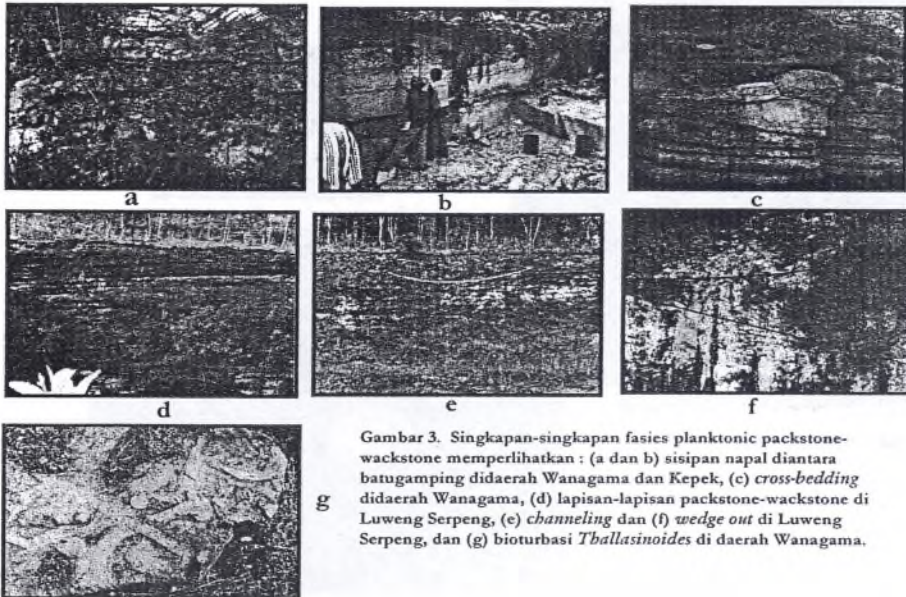 a
b
c
d
e
f
g
Gambar 3. Singkapan-singkapan fasies planktonic packstone-
wackstone memperlihatkan : (a dan b) sisipan napal diantara
batugamping didaerah Wanagama dan Kepek, (c) cross-bedding
didaerah Wanagama, (d) lapisan-lapisan packstone-wackstone di
Luweng Serpeng, (e) channeling dan (f) wedge out di Luweng
Serpeng, dan (g) bioturbasi Thallasinoides di daerah Wanagama.